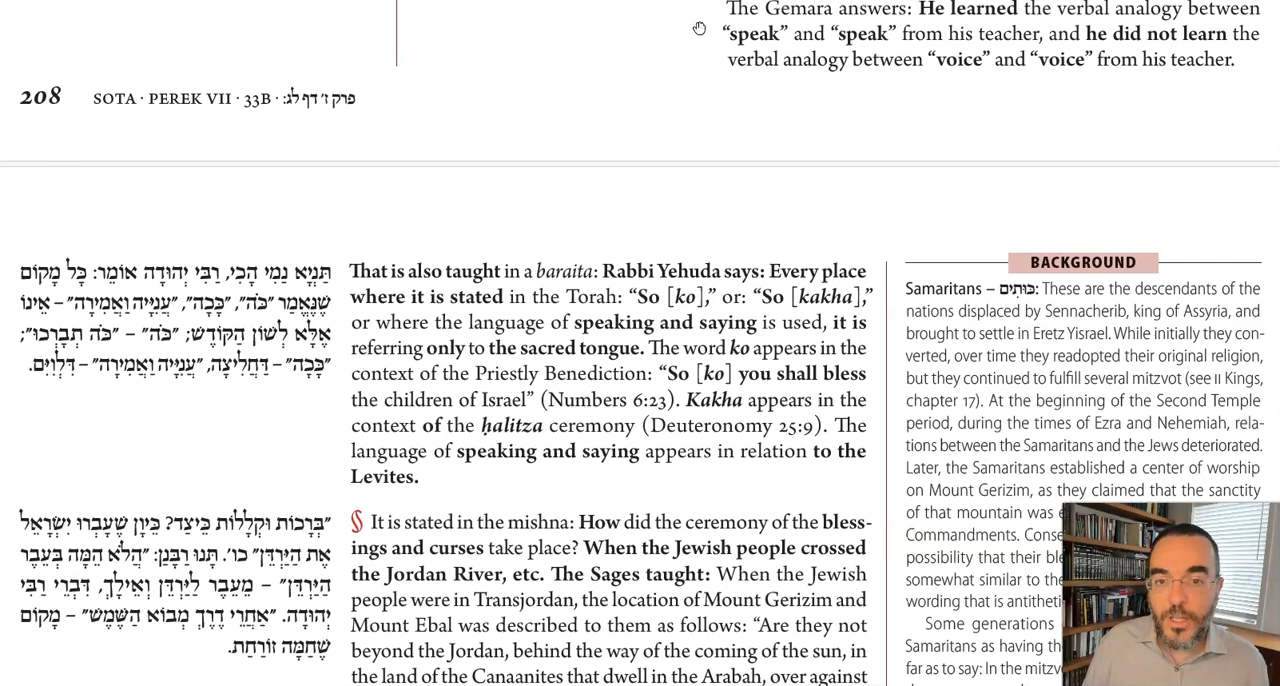 The Gemara answers: He learned the verbal analogy between
“speak” and “speak” from his teacher, and he did not learn the
verbal analogy between “voice” and “voice” from his teacher.
208 SOTA · PEREK VII · 33B · פרק ז׳ דף לג:
תַּנְיָא נַמִי הָכִי, רַבִּי יְהוּדָה אוֹמֵר: כָּל מָקוֹם
שֶׁנֶּאֱמַר ״כֹּה״, ״כָּכָה״, ״עֲנִיָּיה וַאֲמִירָה״ – אֵינוֹ
אֶלָּא לְשׁוֹן הַקּוֹדֶשׁ; ״כֹּה״ – ״כֹּה תְבָרְכוּ״;
״כָּכָה״ – דַּחֲלִיצָה, ״עֲנִיָּיה וַאֲמִירָה״ – דִּלְוִיִּם.
״בְּרָכוֹת וּקְלָלוֹת כֵּיצַד? כֵּיוָן שֶׁעָבְרוּ יִשְׂרָאֵל
אֶת הַיַּרְדֵּן״ כו׳. תָּנוּ רַבָּנַן: ״הֲלֹא הֵמָּה בְּעֵבֶר
הַיַּרְדֵּן״ – מֵעֵבֶר לַיַּרְדֵּן וְאֵילָךְ, דִּבְרֵי רַבִּי
יְהוּדָה. ״אַחֲרֵי דֶּרֶךְ מְבוֹא הַשֶּׁמֶשׁ״ – מָקוֹם
שֶׁחַמָּה זוֹרַחַת.
That is also taught in a baraita: Rabbi Yehuda says: Every place
where it is stated in the Torah: “So [ko],” or: “So [kakha],”
or where the language of speaking and saying is used, it is
referring only to the sacred tongue. The word ko appears in the
context of the Priestly Benediction: “So [ko] you shall bless
the children of Israel” (Numbers 6:23). Kakha appears in the
context of the ḥalitza ceremony (Deuteronomy 25:9). The
language of speaking and saying appears in relation to the
Levites.
§ It is stated in the mishna: How did the ceremony of the bless-
ings and curses take place? When the Jewish people crossed
the Jordan River, etc. The Sages taught: When the Jewish
people were in Transjordan, the location of Mount Gerizim and
Mount Ebal was described to them as follows: “Are they not
beyond the Jordan, behind the way of the coming of the sun, in
the land of the Canaanites that dwell in the Arabah, over against
BACKGROUND
Samaritans – כּוּתִים: These are the descendants of the
nations displaced by Sennacherib, king of Assyria, and
brought to settle in Eretz Yisrael. While initially they con-
verted, over time they readopted their original religion,
but they continued to fulfill several mitzvot (see II Kings,
chapter 17). At the beginning of the Second Temple
period, during the times of Ezra and Nehemiah, rela-
tions between the Samaritans and the Jews deteriorated.
Later, the Samaritans established a center of worship
on Mount Gerizim, as they claimed that the sanctity
of that mountain was
Commandments.
possibility that their
somewhat similar to the
wording that is
Some generations
Samaritans as having
far as to say: In the